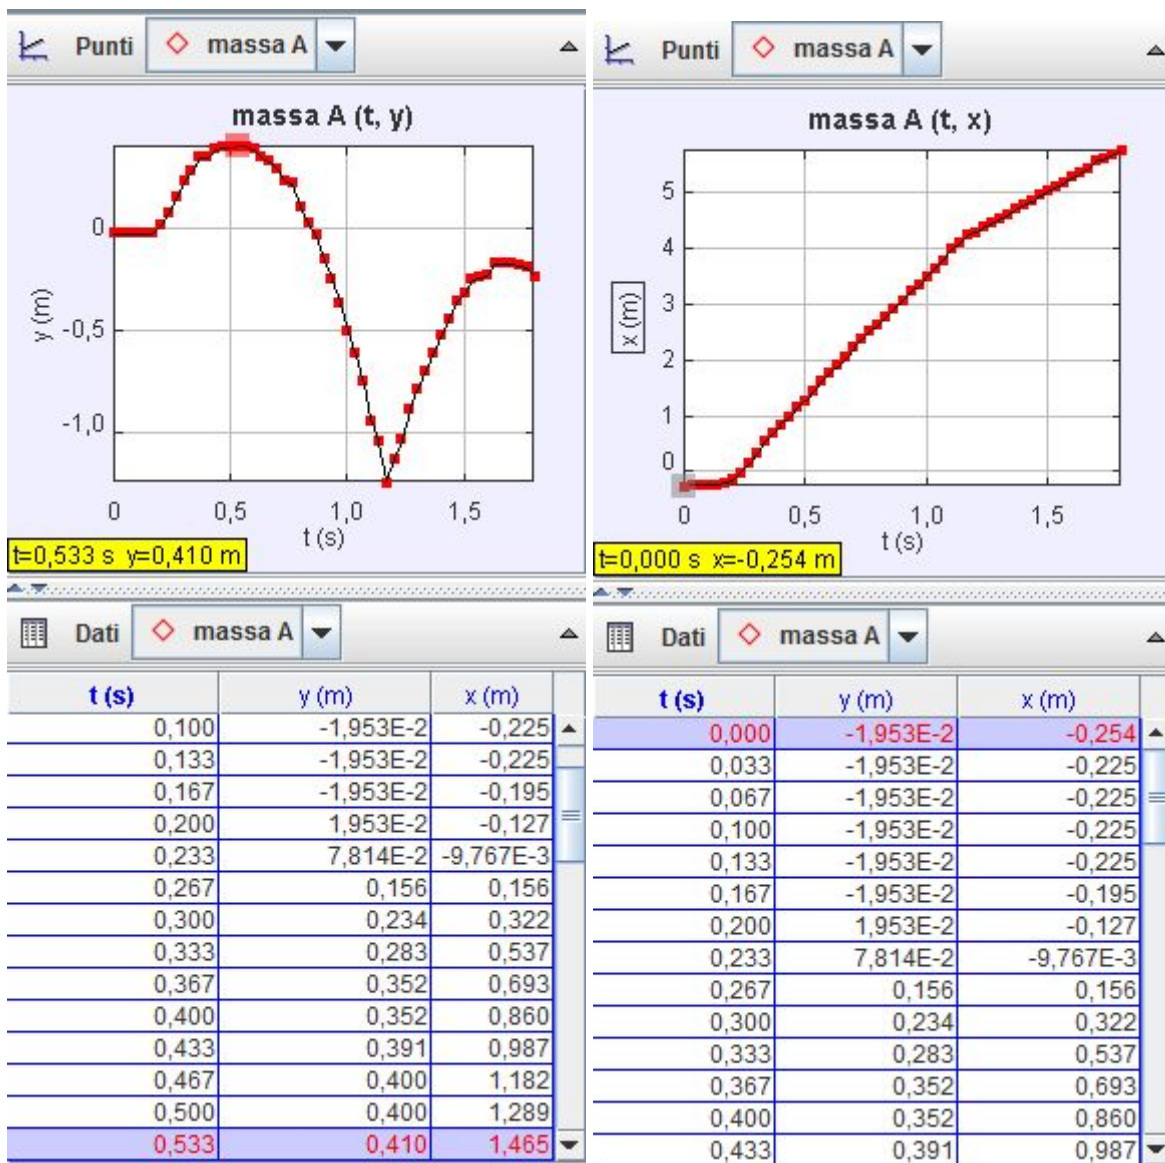 Punti massa A
massa A (t, y)
0
-0,5
-1,0
y (m)
0 0,5 1,0 1,5
t (s)
t=0,533 s y=0,410 m
Dati massa A
t (s) y (m) x (m)
0,100 -1,953E-2 -0,225
0,133 -1,953E-2 -0,225
0,167 -1,953E-2 -0,195
0,200 1,953E-2 -0,127
0,233 7,814E-2 -9,767E-3
0,267 0,156 0,156
0,300 0,234 0,322
0,333 0,283 0,537
0,367 0,352 0,693
0,400 0,352 0,860
0,433 0,391 0,987
0,467 0,400 1,182
0,500 0,400 1,289
0,533 0,410 1,465
Punti massa A
massa A (t, x)
5
4
3
2
1
0
x (m)
0 0,5 1,0 1,5
t (s)
t=0,000 s x=-0,254 m
Dati massa A
t (s) y (m) x (m)
0,000 -1,953E-2 -0,254
0,033 -1,953E-2 -0,225
0,067 -1,953E-2 -0,225
0,100 -1,953E-2 -0,225
0,133 -1,953E-2 -0,225
0,167 -1,953E-2 -0,195
0,200 1,953E-2 -0,127
0,233 7,814E-2 -9,767E-3
0,267 0,156 0,156
0,300 0,234 0,322
0,333 0,283 0,537
0,367 0,352 0,693
0,400 0,352 0,860
0,433 0,391 0,987